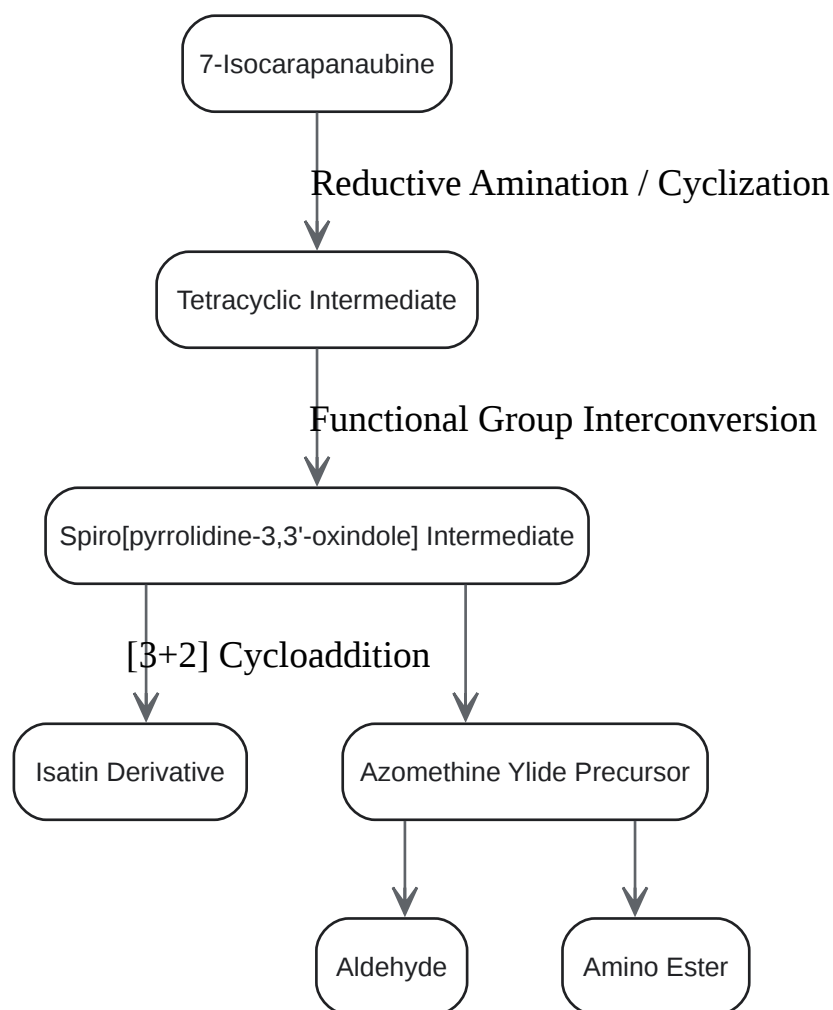 7-Isocarapanaubine
Reductive Amination / Cyclization
Tetracyclic Intermediate
Functional Group Interconversion
Spiro[pyrrolidine-3,3'-oxindole] Intermediate
[3+2] Cycloaddition
Isatin Derivative
Azomethine Ylide Precursor
Aldehyde
Amino Ester